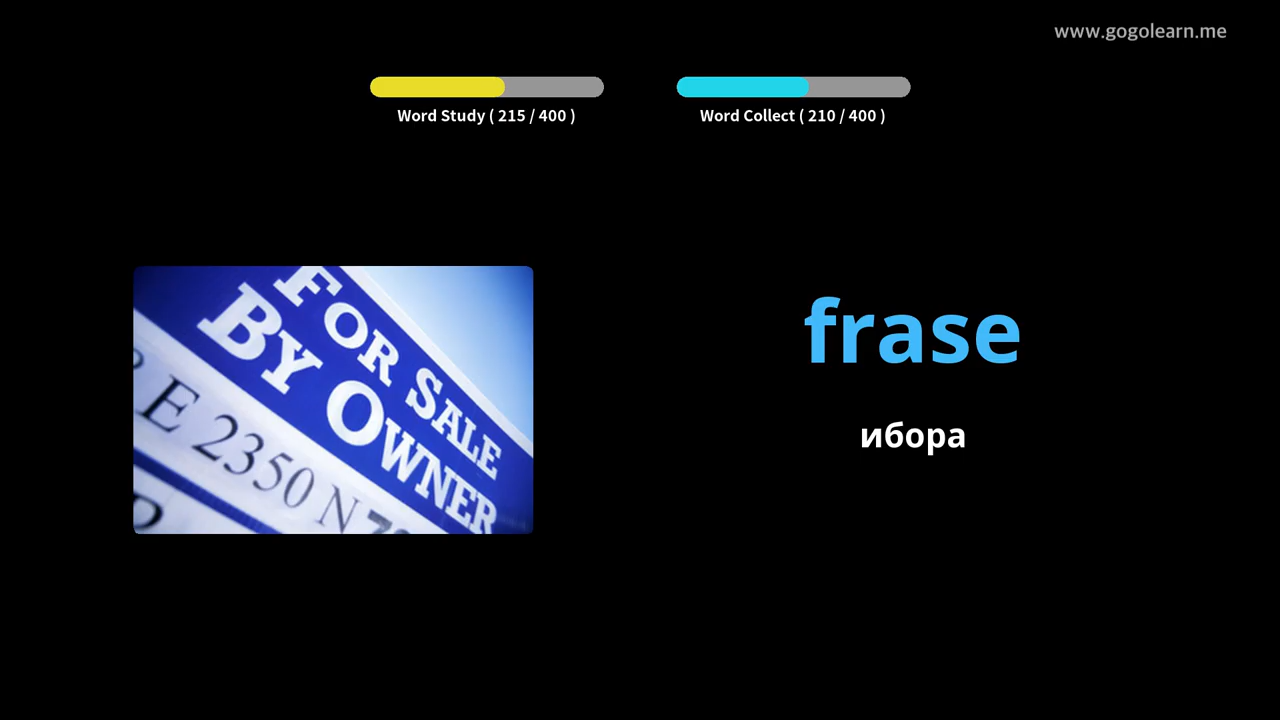 www.gogolearn.me
Word Study ( 215 / 400 )
Word Collect ( 210 / 400 )
FOR SALE
BY OWNER
E 2350 N
frase
ибора